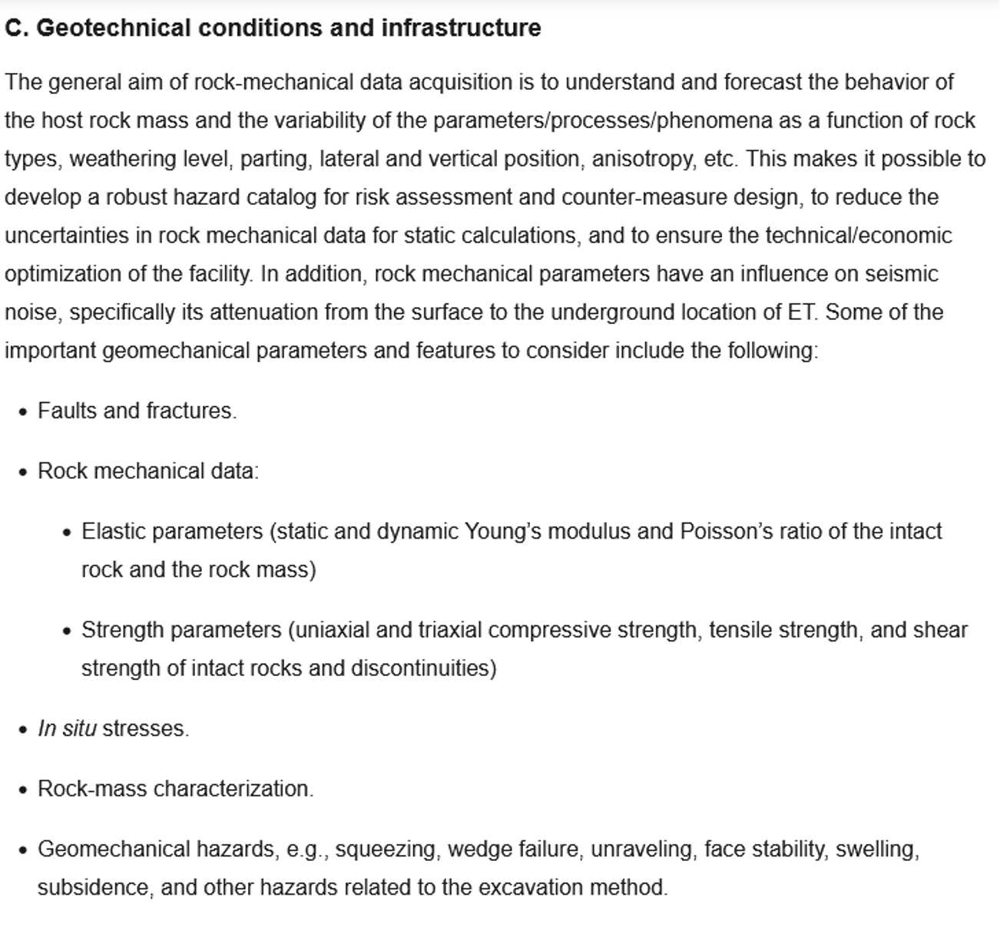 C. Geotechnical conditions and infrastructure
The general aim of rock-mechanical data acquisition is to understand and forecast the behavior of
the host rock mass and the variability of the parameters/processes/phenomena as a function of rock
types, weathering level, parting, lateral and vertical position, anisotropy, etc. This makes it possible to
develop a robust hazard catalog for risk assessment and counter-measure design, to reduce the
uncertainties in rock mechanical data for static calculations, and to ensure the technical/economic
optimization of the facility. In addition, rock mechanical parameters have an influence on seismic
noise, specifically its attenuation from the surface to the underground location of ET. Some of the
important geomechanical parameters and features to consider include the following:
• Faults and fractures.
• Rock mechanical data:
• Elastic parameters (static and dynamic Young’s modulus and Poisson’s ratio of the intact
rock and the rock mass)
• Strength parameters (uniaxial and triaxial compressive strength, tensile strength, and shear
strength of intact rocks and discontinuities)
• In situ stresses.
• Rock-mass characterization.
• Geomechanical hazards, e.g., squeezing, wedge failure, unraveling, face stability, swelling,
subsidence, and other hazards related to the excavation method.